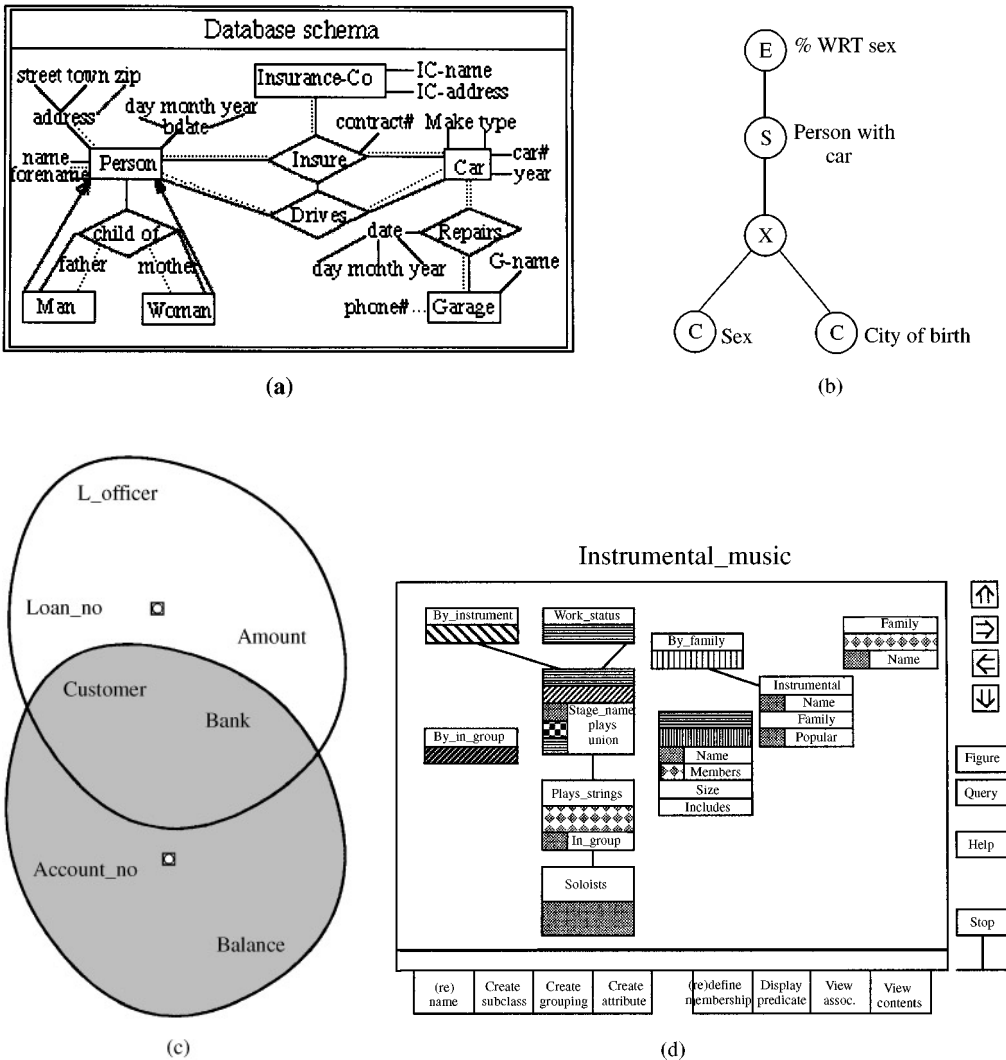 Database schema
street town zip
address
day month year
bdate
Insurance-Co
IC-name
IC-address
contract#
Make type
name
forename
Person
Insure
Car
car#
year
Drives
child of
father
mother
date
day month year
Repairs
G-name
Man
Woman
phone#
Garage
(a)
E
% WRT sex
S
Person with
car
X
C
Sex
C
City of birth
(b)
L_officer
Loan_no
Amount
Customer
Bank
Account_no
Balance
(c)
Instrumental_music
By_instrument
Work_status
By_family
Family
Name
Stage_name
plays
union
Instrumental
Name
Family
Popular
By_in_group
Name
Members
Size
Includes
Plays_strings
In_group
Soloists
Figure
Query
Help
Stop
(re)
name
Create
subclass
Create
grouping
Create
attribute
(re)define
membership
Display
predicate
View
assoc.
View
contents
(d)